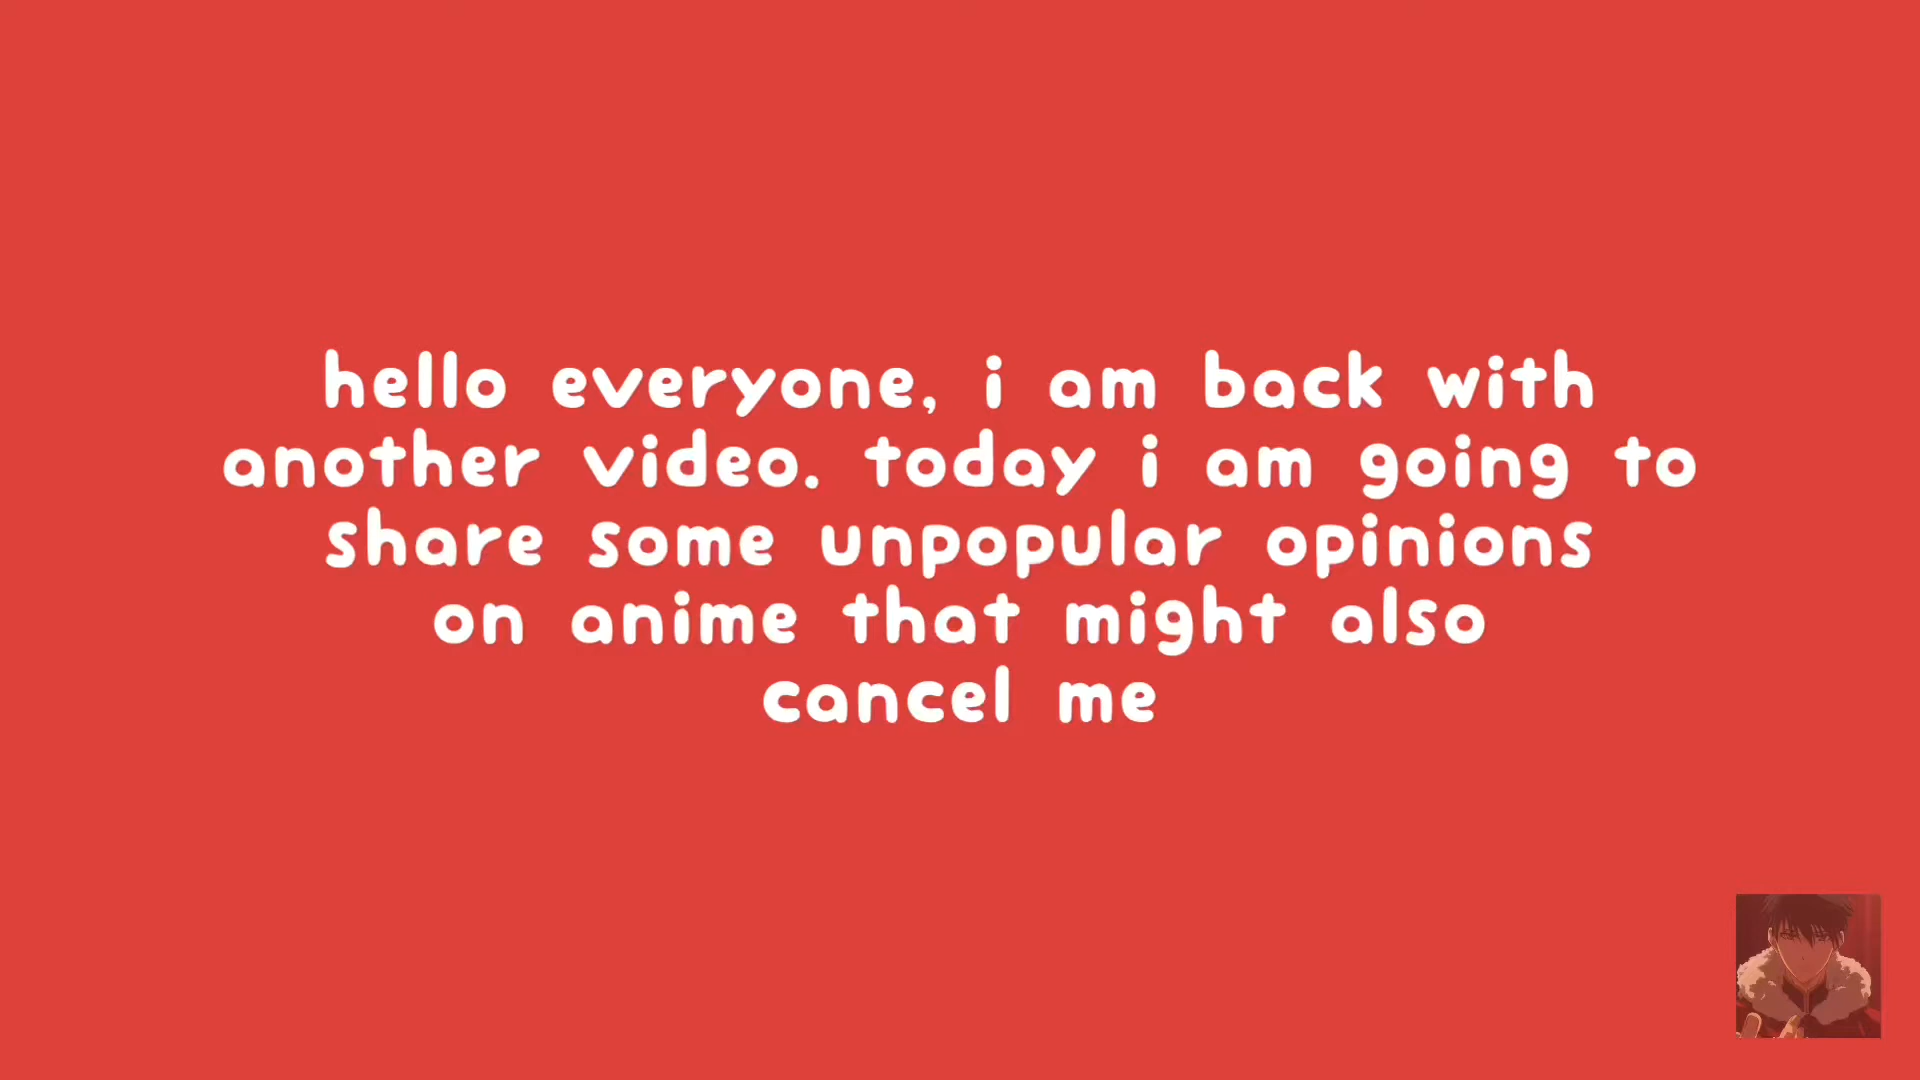 hello everyone, i am back with
another video. today i am going to
share some unpopular opinions
on anime that might also
cancel me